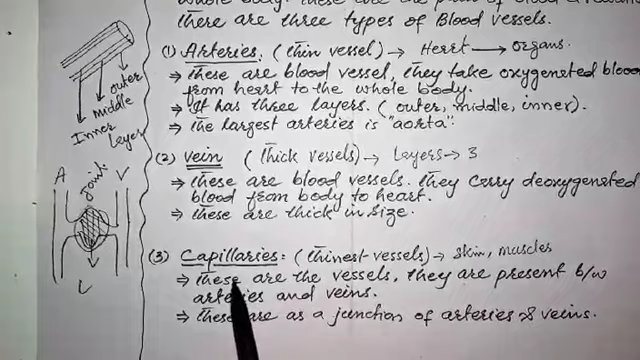 There are three types of Blood vessels.
(1) Arteries. (thin vessel) → Heart → organs.
⇒ These are blood vessel, They take oxygenated blood
from heart to the whole body.
⇒ It has three layers. (outer, middle, inner).
⇒ The largest arteries is "aorta".
outer
middle
Inner
Layer
(2) vein (Thick vessels) → Layers → 3
⇒ These are blood vessels. They carry deoxygenated
blood from body to heart.
⇒ These are thick in size.
A
Joint
V
L
(3) Capillaries: (thinest vessels) → skin, muscles
⇒ These are the vessels. They are present b/w
arteries and veins.
⇒ These are as a junction of arteries & veins.